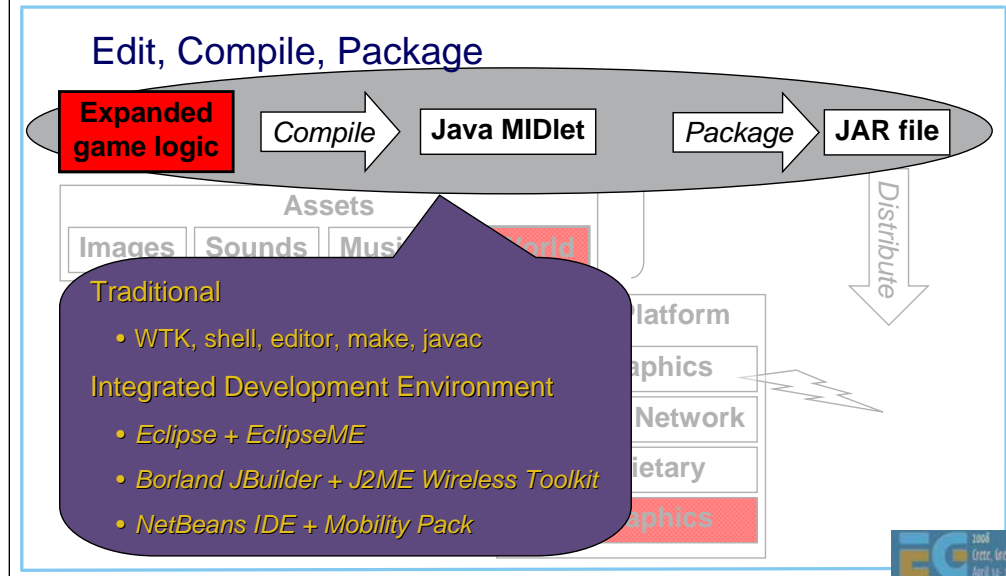 Edit, Compile, Package
Expanded
game logic
Compile
Java MIDlet
Package
JAR file
Distribute
Assets
Images
Sounds
Traditional
• WTK, shell, editor, make, javac
Integrated Development Environment
• Eclipse + EclipseME
• Borland JBuilder + J2ME Wireless Toolkit
• NetBeans IDE + Mobility Pack
Network
2008